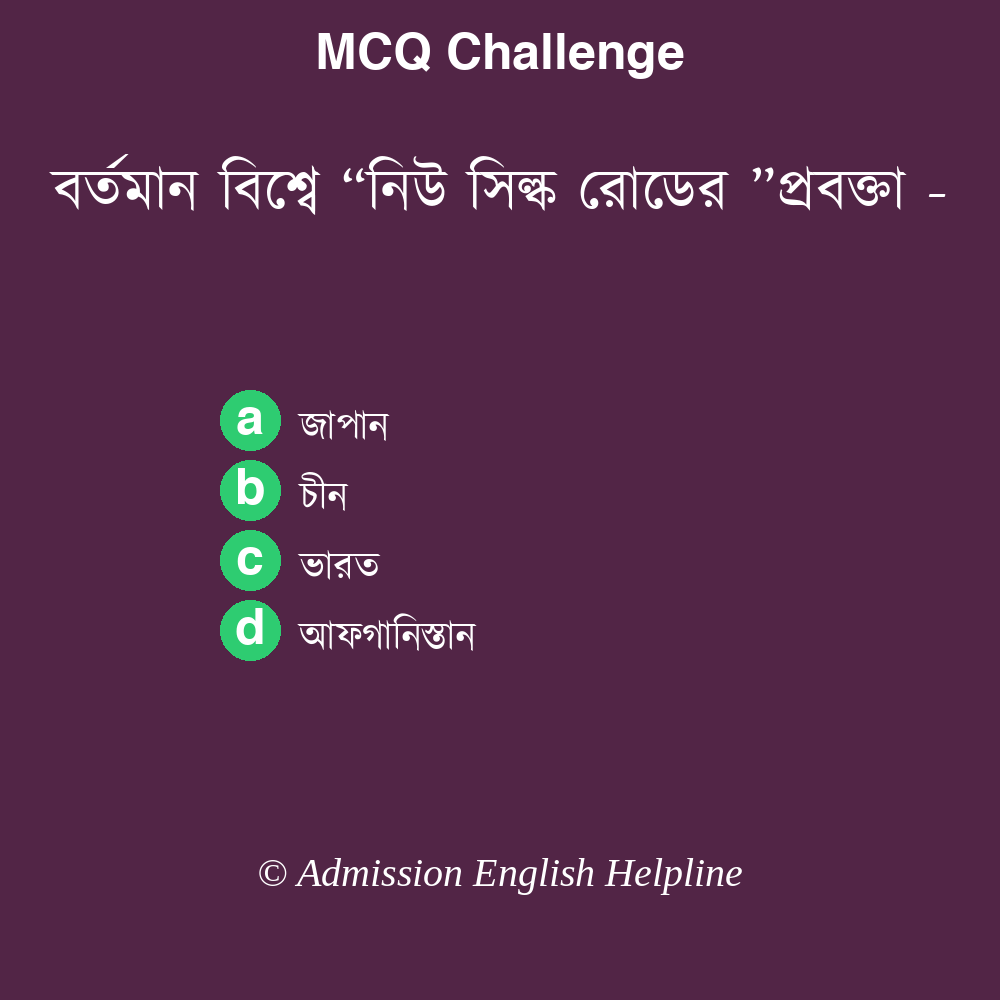 MCQ Challenge
বর্তমান বিশ্বে “নিউ সিল্ক রোডের ”প্রবক্তা -
a জাপান
b চীন
c ভারত
d আফগানিস্তান
© Admission English Helpline